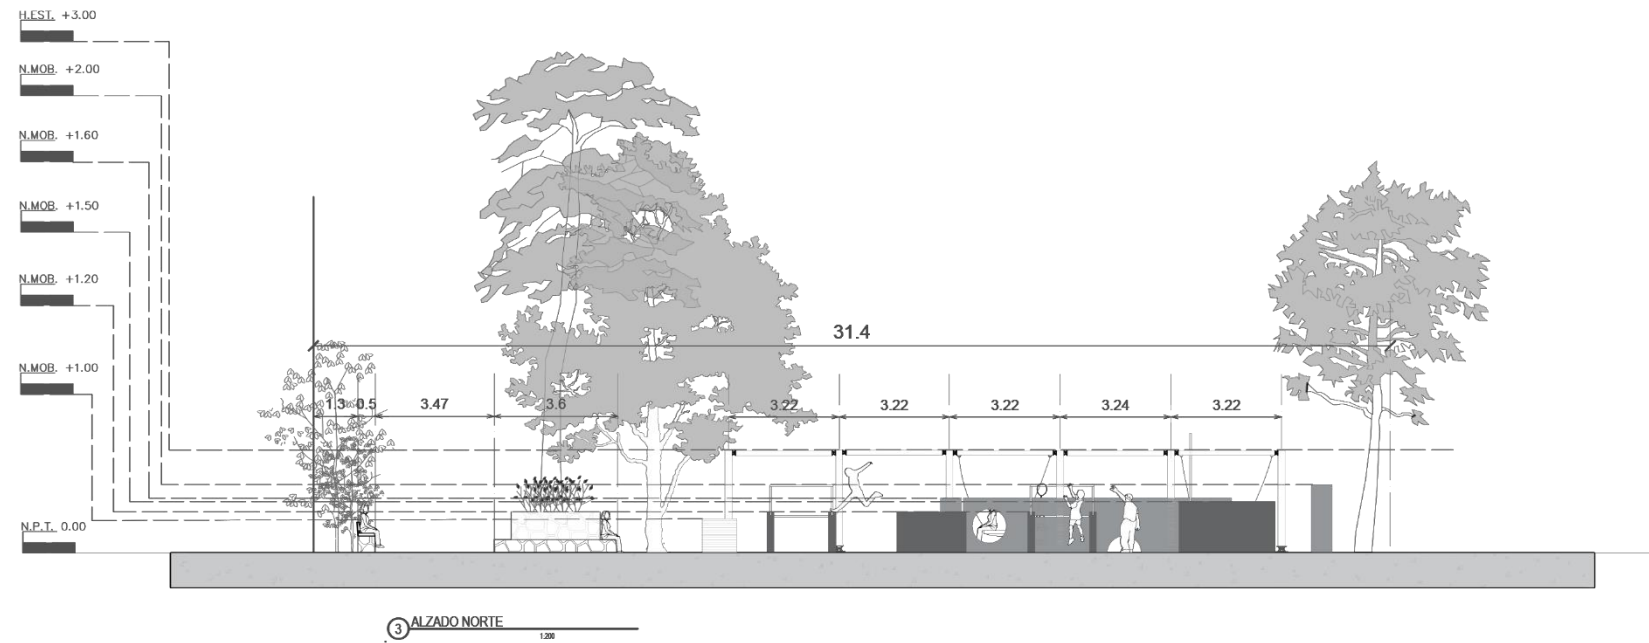 H.EST. +3.00
N.MOB. +2.00
N.MOB. +1.60
N.MOB. +1.50
N.MOB. +1.20
N.MOB. +1.00
N.P.T. 0.00
31.4
1.3 0.5 3.47 3.6 3.22 3.22 3.22 3.24 3.22
3 ALZADO NORTE
1:200